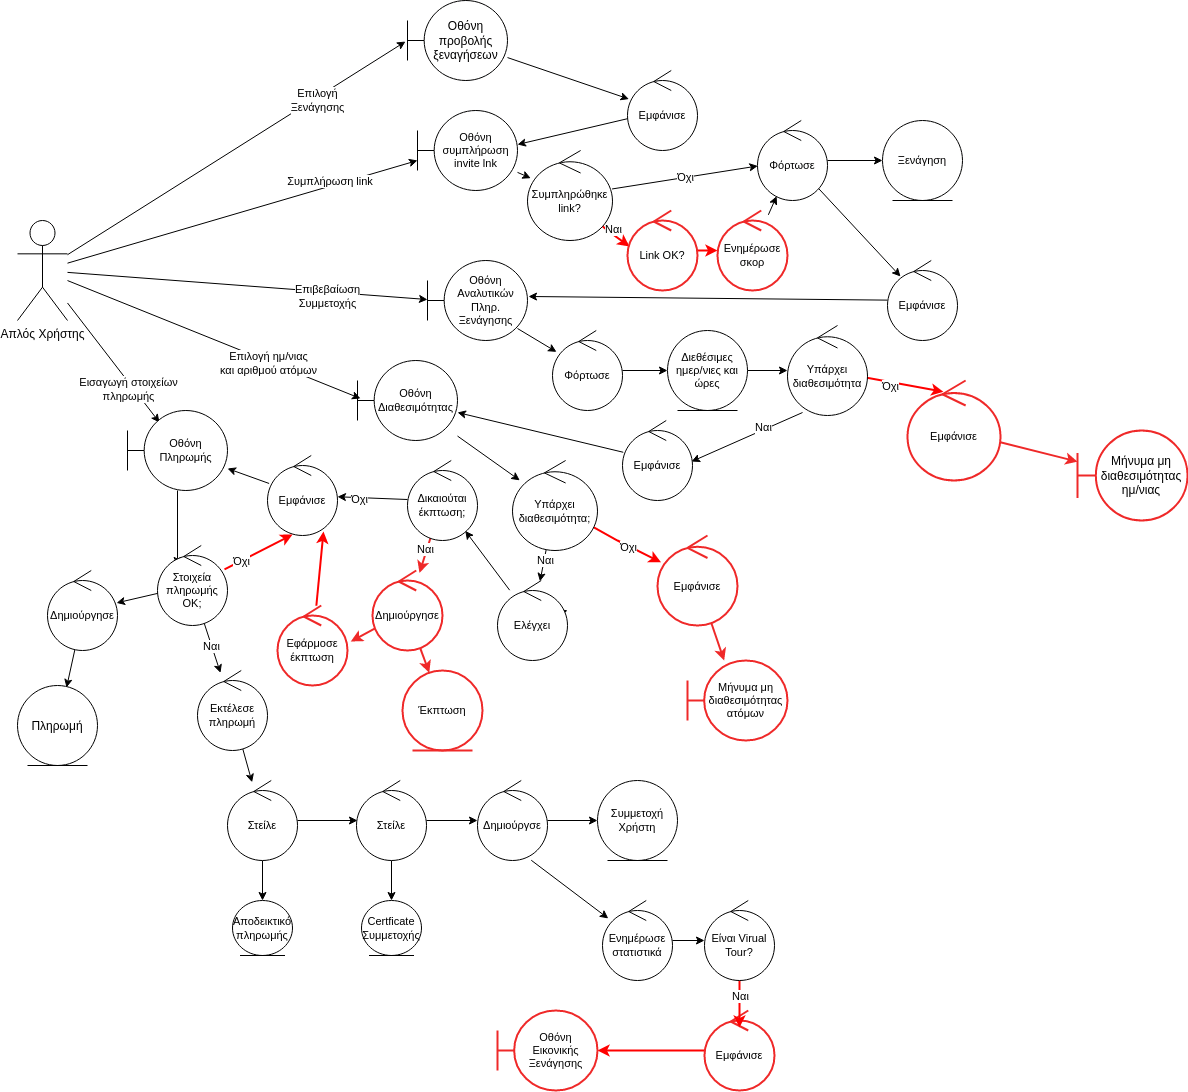 Οθόνη
προβολής
ξεναγήσεων
Επιλογή
Ξενάγησης
Εμφάνισε
Οθόνη
συμπλήρωση
invite lnk
Συμπλήρωση link
Συμπληρώθηκε
link?
Όχι
Φόρτωσε
Ξενάγηση
Ναι
Link OK?
Ενημέρωσε
σκορ
Απλός Χρήστης
Επιβεβαίωση
Συμμετοχής
Οθόνη
Αναλυτικών
Πληρ.
Ξενάγησης
Εμφάνισε
Επιλογή ημ/νιας
και αριθμού ατόμων
Φόρτωσε
Διεθέσιμες
ημερ/νιες και
ώρες
Υπάρχει
διαθεσιμότητα
Όχι
Εμφάνισε
Μήνυμα μη
διαθεσιμότητας
ημ/νιας
Ναι
Εμφάνισε
Οθόνη
Διαθεσιμότητας
Εισαγωγή στοιχείων
πληρωμής
Οθόνη
Πληρωμής
Εμφάνισε
Όχι
Δικαιούται
έκπτωση;
Υπάρχει
διαθεσιμότητα;
Όχι
Εμφάνισε
Μήνυμα μη
διαθεσιμότητας
ατόμων
Ναι
Ελέγχει
Ναι
Δημιούργησε
Έκπτωση
Εφάρμοσε
έκπτωση
Όχι
Στοιχεία
πληρωμής
ΟΚ;
Δημιούργησε
Πληρωμή
Ναι
Εκτέλεσε
πληρωμή
Στείλε
Στείλε
Δημιούργσε
Συμμετοχή
Χρήστη
Αποδεικτικό
πληρωμής
Certficate
Συμμετοχής
Ενημέρωσε
στατιστικά
Είναι Virual
Tour?
Ναι
Εμφάνισε
Οθόνη
Εικονικής
Ξενάγησης